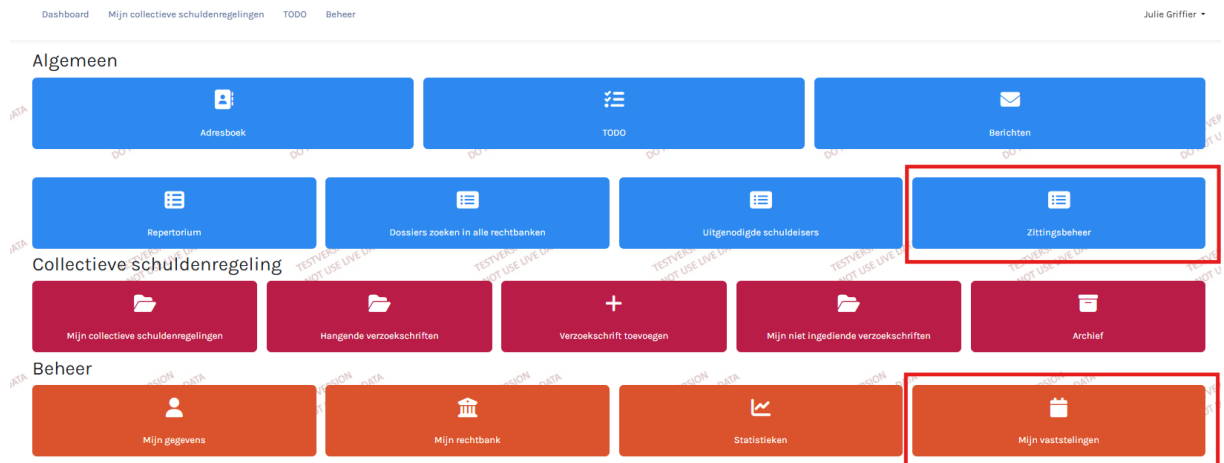 Dashboard Mijn collectieve schuldenregelingen TODO Beheer Julie Griffier
Algemeen
Adresboek TODO Berichten
Repertorium Dossiers zoeken in alle rechtbanken Uitgenodigde schuldeisers Zittingsbeheer
Collectieve schuldenregeling
Mijn collectieve schuldenregelingen Hangende verzoekschriften Verzoekschrift toevoegen Mijn niet ingediende verzoekschriften Archief
Beheer
Mijn gegevens Mijn rechtbank Statistieken Mijn vaststelingen